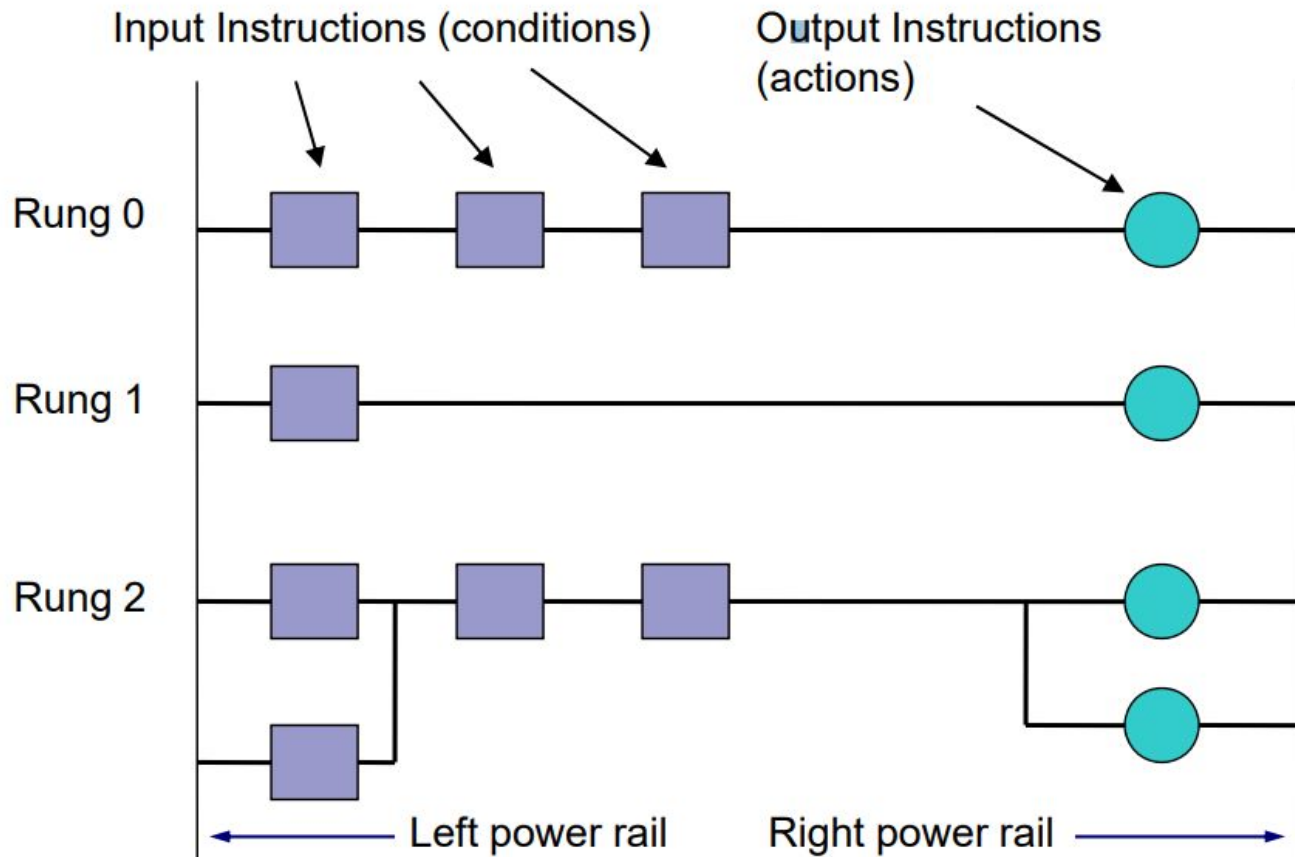 Input Instructions (conditions)
Output Instructions
(actions)
Rung 0
Rung 1
Rung 2
Left power rail
Right power rail